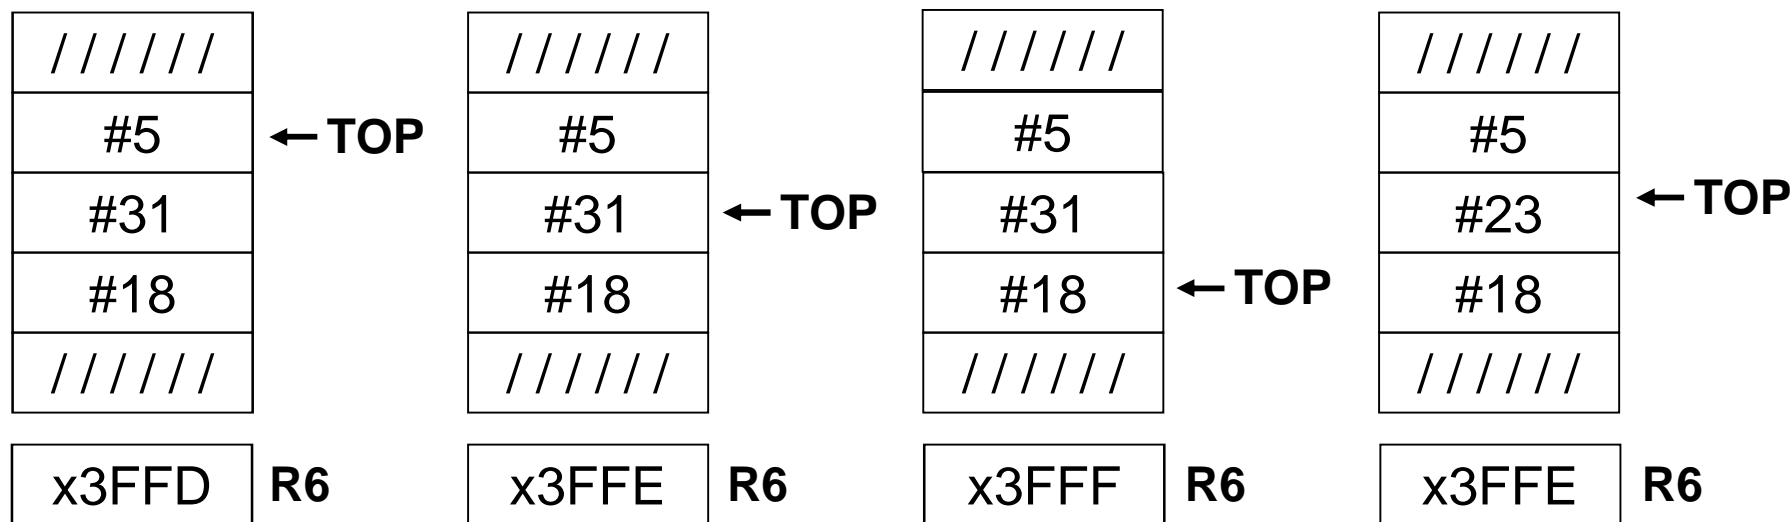 ////// ////// ////// //////
#5 ← TOP #5 #5 #5
#31 #31 ← TOP #31 #23 ← TOP
#18 #18 #18 ← TOP #18
////// ////// ////// //////
x3FFD R6 x3FFE R6 x3FFF R6 x3FFE R6